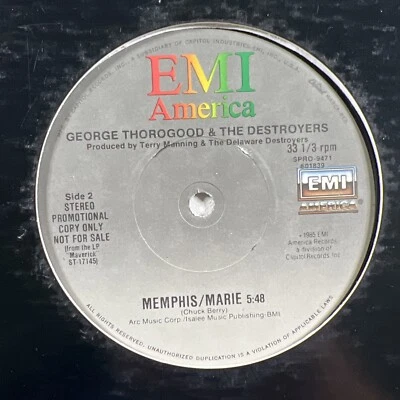 EMI
America
GEORGE THOROGOOD & THE DESTROYERS
Produced by Terry Manning & The Delaware Destroyers
33 1/3 rpm
SPRO-9471
Side 2
STEREO
PROMOTIONAL
COPY ONLY
NOT FOR SALE
(from the LP
Maverick
ST-17145)
EMI
AMERICA
℗1985 EMI
America Records,
a division of
Capitol Records Inc.
MEMPHIS/MARIE 5:48
(Chuck Berry)
Arc Music Corp./Isalee Music Publishing-BMI
ALL RIGHTS RESERVED. UNAUTHORIZED DUPLICATION IS A VIOLATION OF APPLICABLE LAWS.